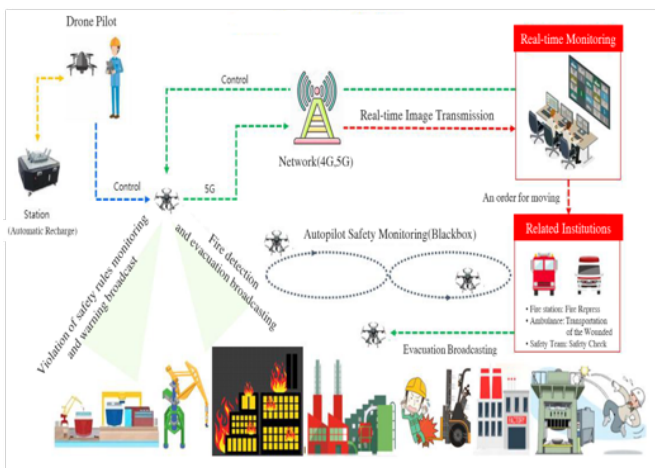 Drone Pilot
Real-time Monitoring
Control
Real-time Image Transmission
Network(4G,5G)
Control
5G
Station
(Automatic Recharge)
An order for moving
Related Institutions
Autopilot Safety Monitoring(Blackbox)
Violation of safety rules monitoring
and warning broadcast
Fire detection
and evacuation broadcasting
• Fire station: Fire Repress
• Ambulance: Transportation
of the Wounded
• Safety Team: Safety Check
Evacuation Broadcasting